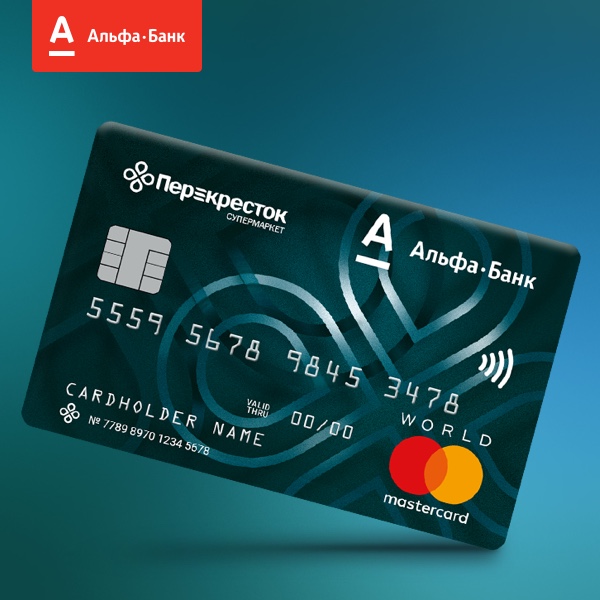 А Альфа·Банк
Перекресток
СУПЕРМАРКЕТ
А Альфа·Банк
5559 5678 9845 3478
CARDHOLDER NAME
VALID
THRU
00/00
№ 7789 8970 1234 5678
WORLD
mastercard